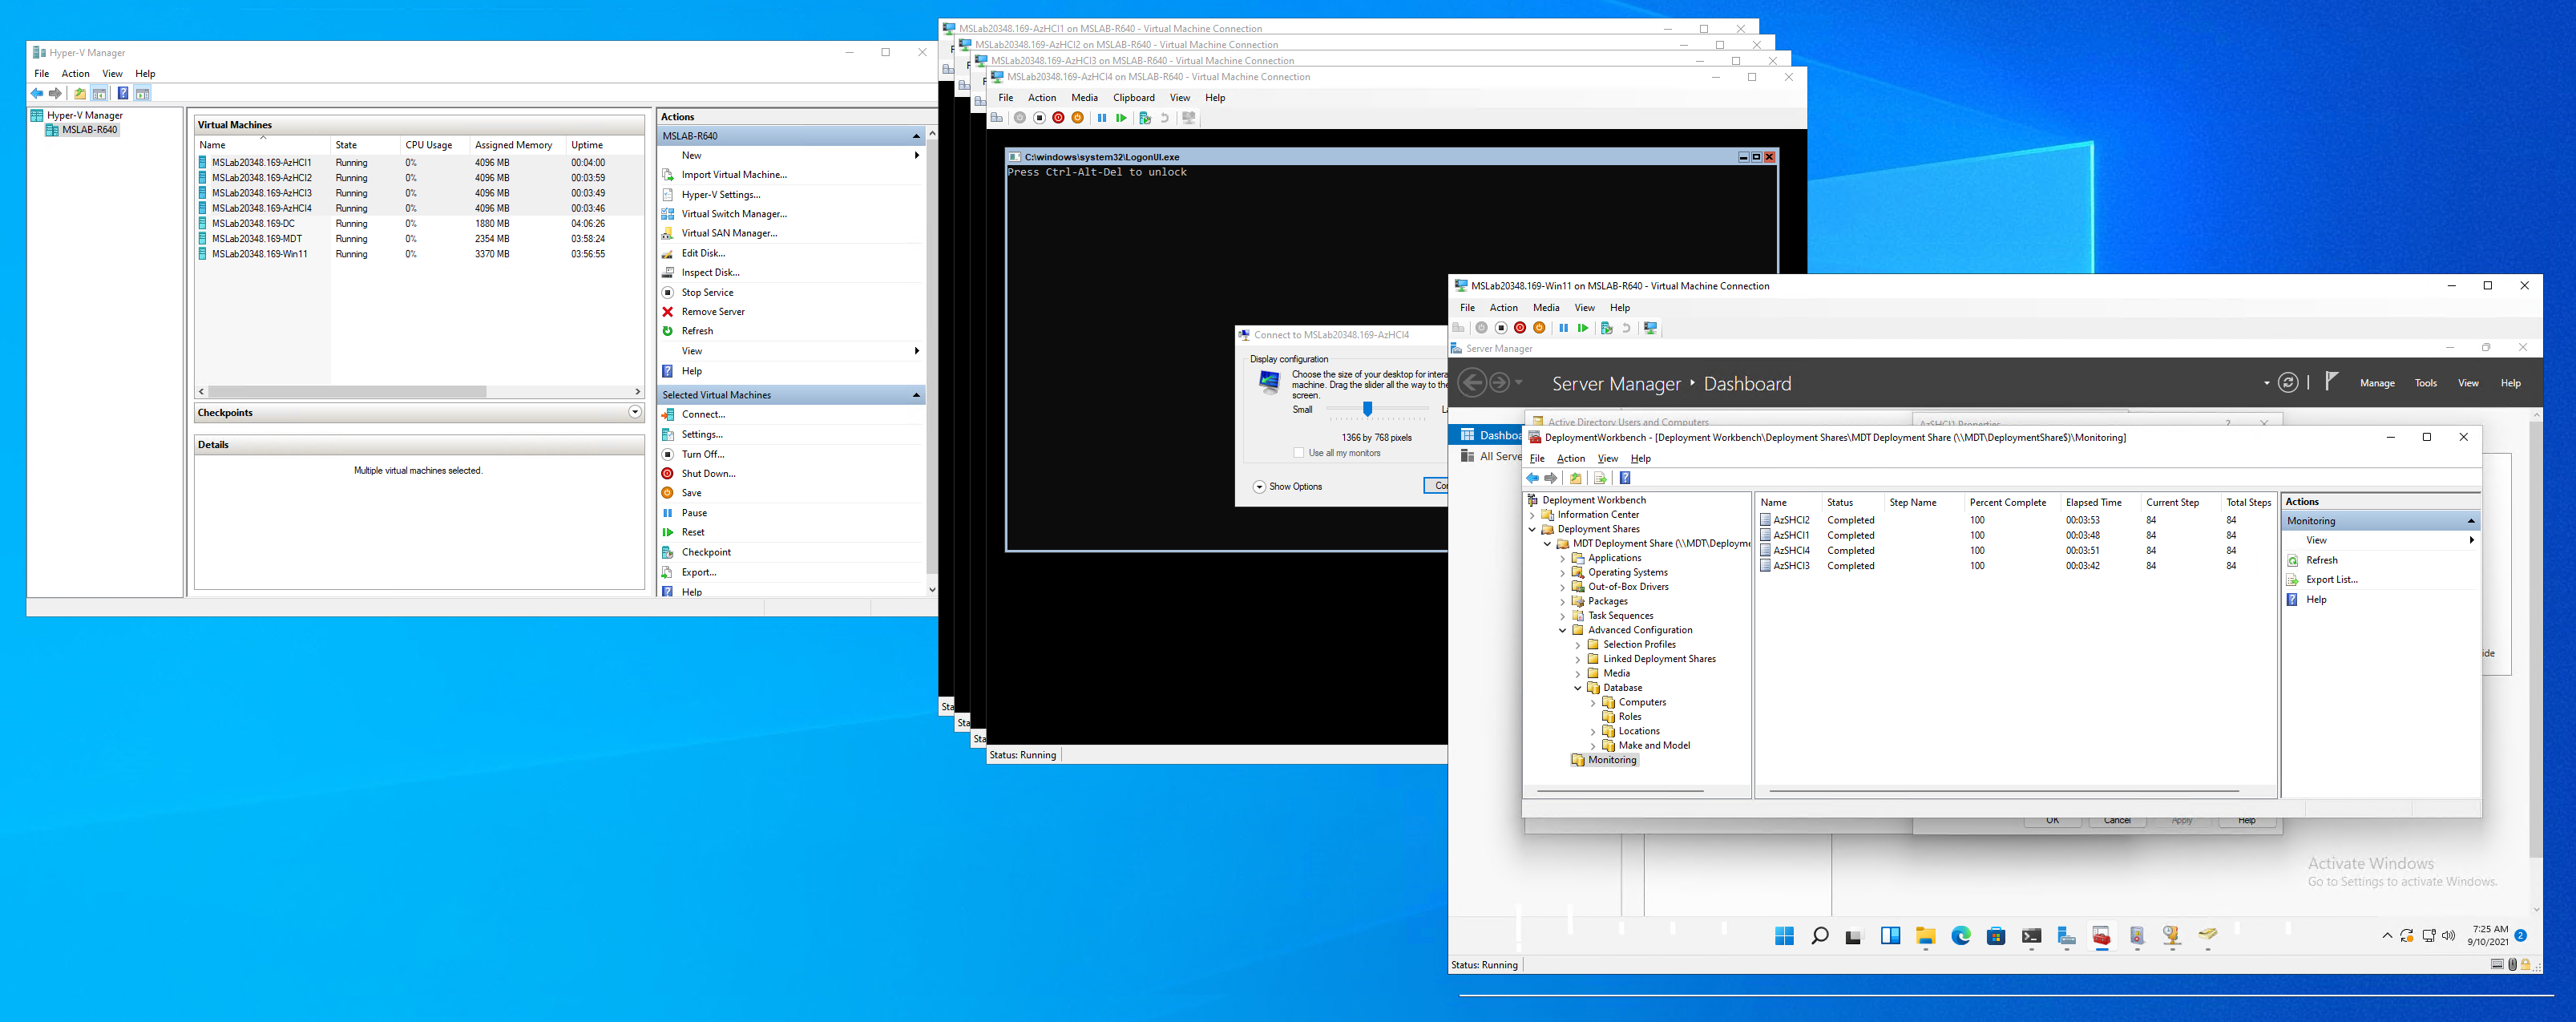 Hyper-V Manager
File Action View Help
Hyper-V Manager
MSLAB-R640
Virtual Machines
Name State CPU Usage Assigned Memory Uptime
MSLab20348.169-AzHCI1 Running 0% 4096 MB 00:04:00
MSLab20348.169-AzHCI2 Running 0% 4096 MB 00:03:59
MSLab20348.169-AzHCI3 Running 0% 4096 MB 00:03:49
MSLab20348.169-AzHCI4 Running 0% 4096 MB 00:03:46
MSLab20348.169-DC Running 0% 1880 MB 04:06:26
MSLab20348.169-MDT Running 0% 2354 MB 03:58:24
MSLab20348.169-Win11 Running 0% 3370 MB 03:56:55
Checkpoints
Details
Multiple virtual machines selected.
Actions
MSLAB-R640
New
Import Virtual Machine...
Hyper-V Settings...
Virtual Switch Manager...
Virtual SAN Manager...
Edit Disk...
Inspect Disk...
Stop Service
Remove Server
Refresh
View
Help
Selected Virtual Machines
Connect...
Settings...
Turn Off...
Shut Down...
Save
Pause
Reset
Checkpoint
Export...
Help
MSLab20348.169-AzHCI1 on MSLAB-R640 - Virtual Machine Connection
MSLab20348.169-AzHCI2 on MSLAB-R640 - Virtual Machine Connection
MSLab20348.169-AzHCI3 on MSLAB-R640 - Virtual Machine Connection
MSLab20348.169-AzHCI4 on MSLAB-R640 - Virtual Machine Connection
File Action Media Clipboard View Help
C:\windows\system32\LogonUI.exe
Press Ctrl-Alt-Del to unlock
Connect to MSLab20348.169-AzHCI4
Display configuration
Choose the size of your desktop for intera
machine. Drag the slider all the way to the
screen.
Small
1366 by 768 pixels
Use all my monitors
Show Options
Co
Sta
Sta
Sta
Status: Running
MSLab20348.169-Win11 on MSLAB-R640 - Virtual Machine Connection
File Action Media View Help
Server Manager
Server Manager Dashboard
Manage Tools View Help
Dashboa
All Serve
Active Directory Users and Computers
AzSHCI1 Properties ?
DeploymentWorkbench - [Deployment Workbench\Deployment Shares\MDT Deployment Share (\\MDT\DeploymentShare$)\Monitoring]
File Action View Help
Deployment Workbench
Information Center
Deployment Shares
MDT Deployment Share (\\MDT\Deployme
Applications
Operating Systems
Out-of-Box Drivers
Packages
Task Sequences
Advanced Configuration
Selection Profiles
Linked Deployment Shares
Media
Database
Computers
Roles
Locations
Make and Model
Monitoring
Name Status Step Name Percent Complete Elapsed Time Current Step Total Steps
AzSHCI2 Completed 100 00:03:53 84 84
AzSHCI1 Completed 100 00:03:48 84 84
AzSHCI4 Completed 100 00:03:51 84 84
AzSHCI3 Completed 100 00:03:42 84 84
Actions
Monitoring
View
Refresh
Export List...
Help
ide
OK Cancel Apply Help
Activate Windows
Go to Settings to activate Windows.
7:25 AM
9/10/2021
2
Status: Running